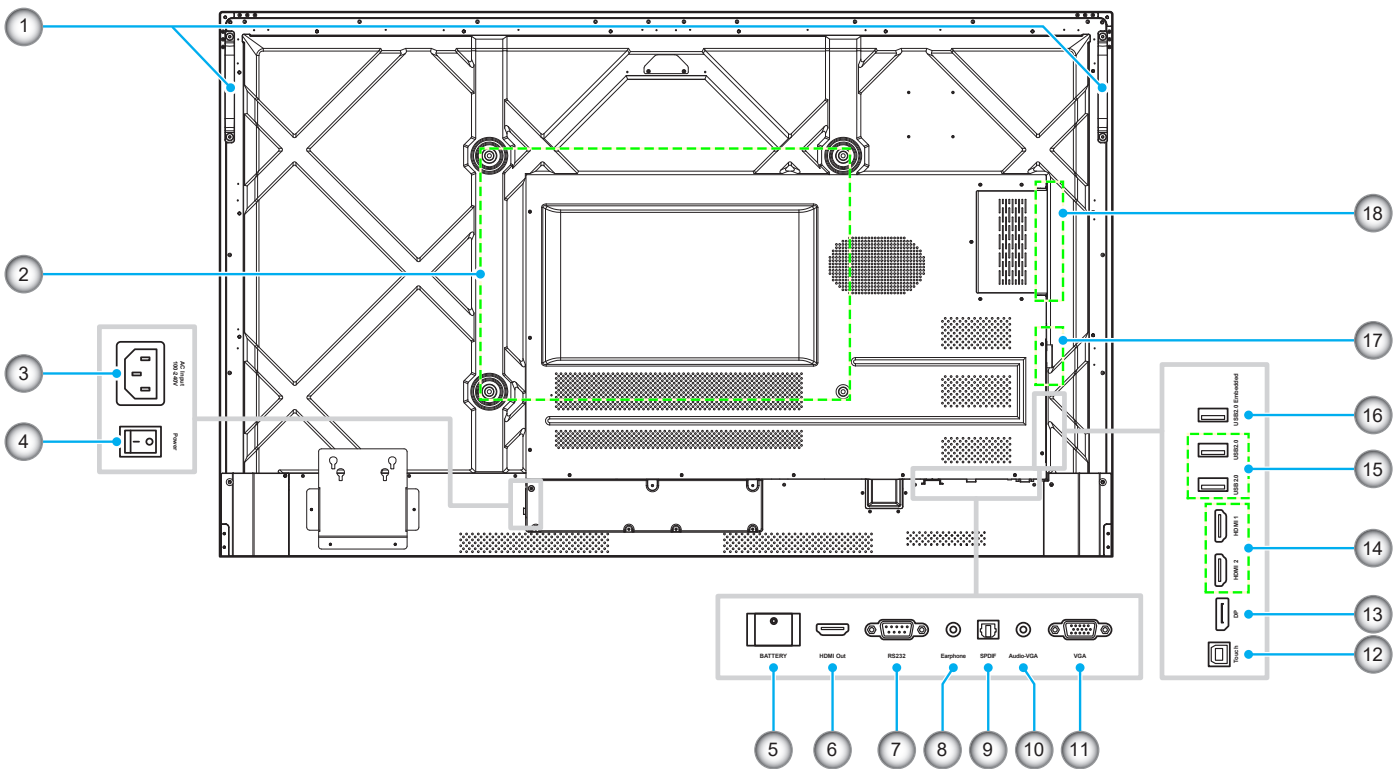 1
2
3
4
AC Input
100-240V
Power
18
17
16
15
14
13
12
USB2.0 Embedded
USB2.0
USB2.0
HDMI 1
HDMI 2
DP
Touch
BATTERY
HDMI Out
RS232
Earphone
SPDIF
Audio-VGA
VGA
5
6
7
8
9
10
11